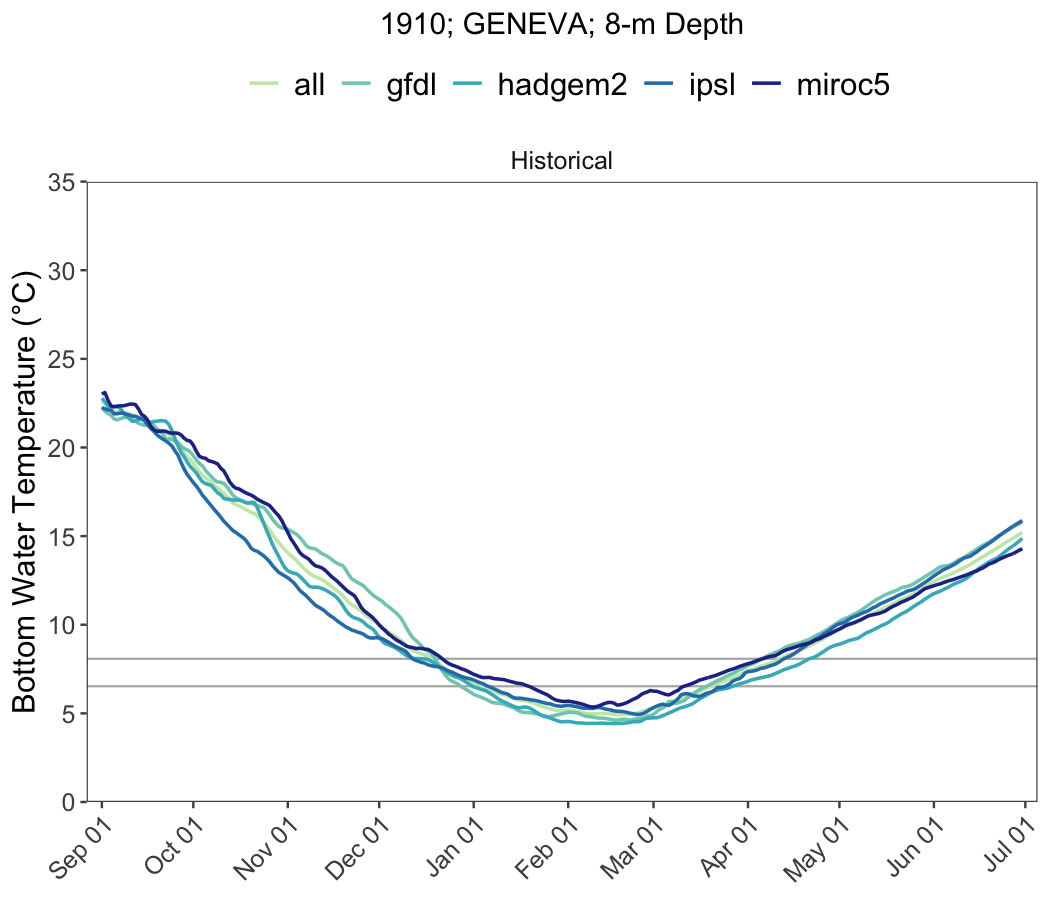 1910; GENEVA; 8-m Depth
all gfdl hadgem2 ipsl miroc5
Historical
Bottom Water Temperature (°C)
35
30
25
20
15
10
5
0
Sep 01 Oct 01 Nov 01 Dec 01 Jan 01 Feb 01 Mar 01 Apr 01 May 01 Jun 01 Jul 01